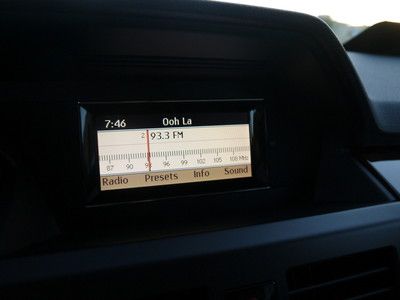 7:46 Ooh La
2 93.3 FM
87 90 93 96 99 102 105 108 MHz
Radio Presets Info Sound